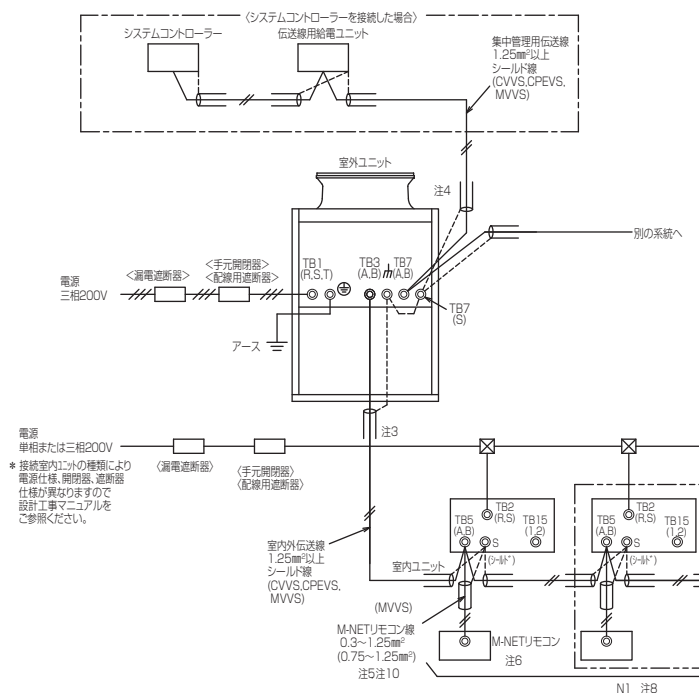 〈システムコントローラーを接続した場合〉
システムコントローラー
伝送線用給電ユニット
集中管理用伝送線
1.25㎟以上
シールド線
(CVVS,CPEVS,
MVVS)
室外ユニット
注4
別の系統へ
TB1
(R,S,T)
TB3
(A,B)
TB7
(A,B)
TB7
(S)
電源
三相200V
<漏電遮断器>
<手元開閉器>
<配線用遮断器>
アース
注3
電源
単相または三相200V
＊接続室内ユニットの種類により
電源仕様、開閉器、遮断器
仕様が異なりますので
設計工事マニュアルを
ご参照ください。
〈漏電遮断器〉
〈手元開閉器〉
〈配線用遮断器〉
TB2
(R,S)
TB5
(A,B)
TB15
(1,2)
S
(シールド)
TB2
(R,S)
TB5
(A,B)
TB15
(1,2)
S
(シールド)
室内外伝送線
1.25㎟以上
シールド線
(CVVS,CPEVS,
MVVS)
室内ユニット
(MVVS)
M-NETリモコン線
0.3~1.25㎟
(0.75~1.25㎟)
注5注10
M-NETリモコン
注6
N1 注8